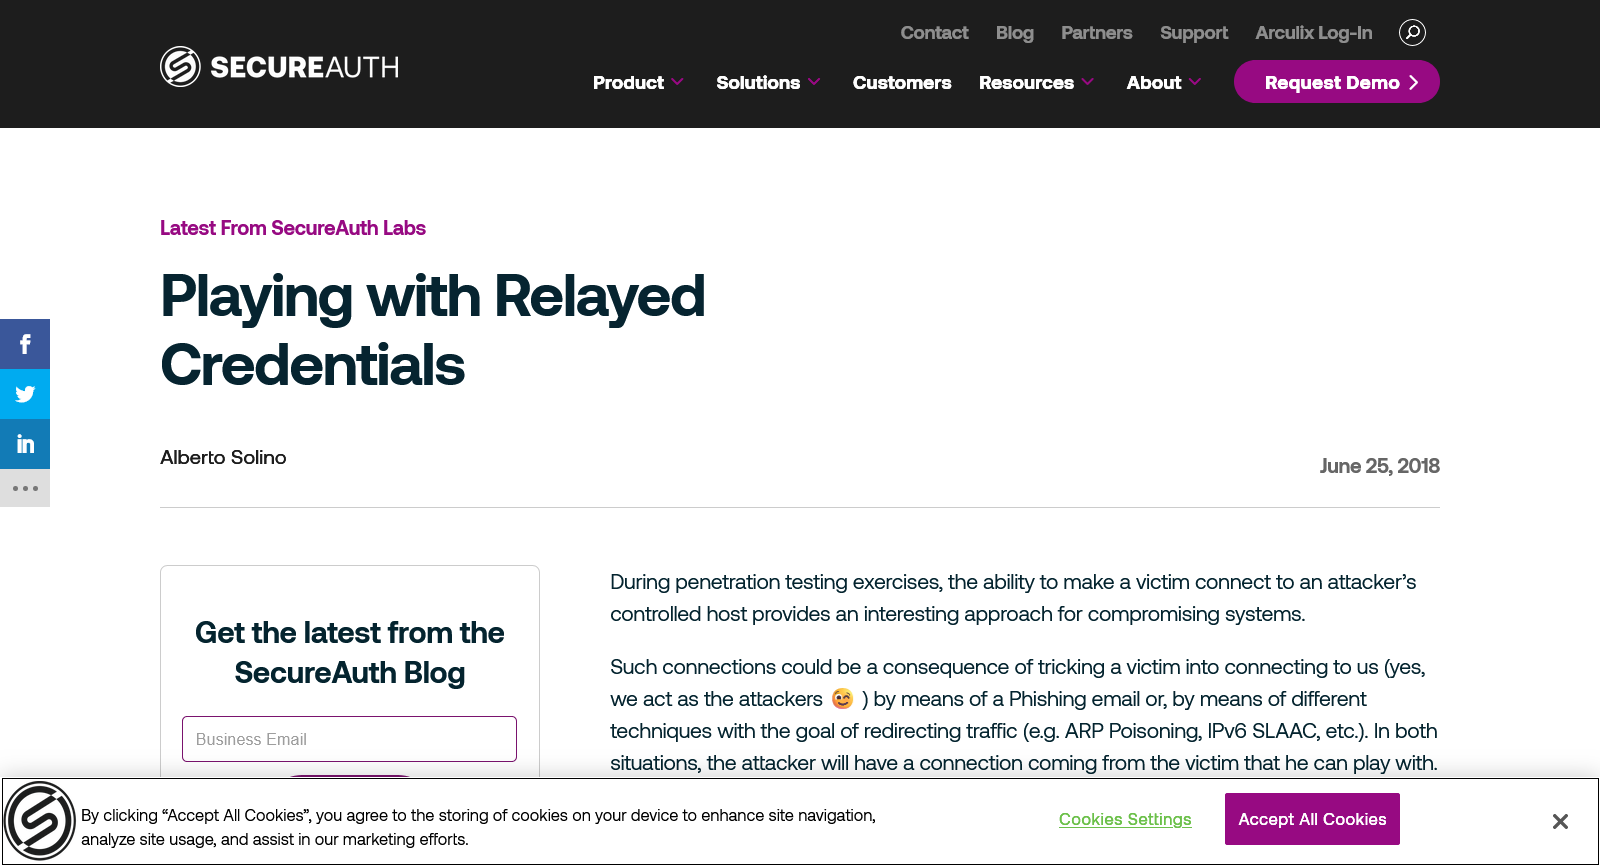 Contact Blog Partners Support Arculix Log-In
SECUREAUTH
Product Solutions Customers Resources About Request Demo
Latest From SecureAuth Labs
Playing with Relayed
Credentials
Alberto Solino
June 25, 2018
Get the latest from the
SecureAuth Blog
Business Email
During penetration testing exercises, the ability to make a victim connect to an attacker’s
controlled host provides an interesting approach for compromising systems.
Such connections could be a consequence of tricking a victim into connecting to us (yes,
we act as the attackers 😉 ) by means of a Phishing email or, by means of different
techniques with the goal of redirecting traffic (e.g. ARP Poisoning, IPv6 SLAAC, etc.). In both
situations, the attacker will have a connection coming from the victim that he can play with.
By clicking “Accept All Cookies”, you agree to the storing of cookies on your device to enhance site navigation,
analyze site usage, and assist in our marketing efforts.
Cookies Settings
Accept All Cookies